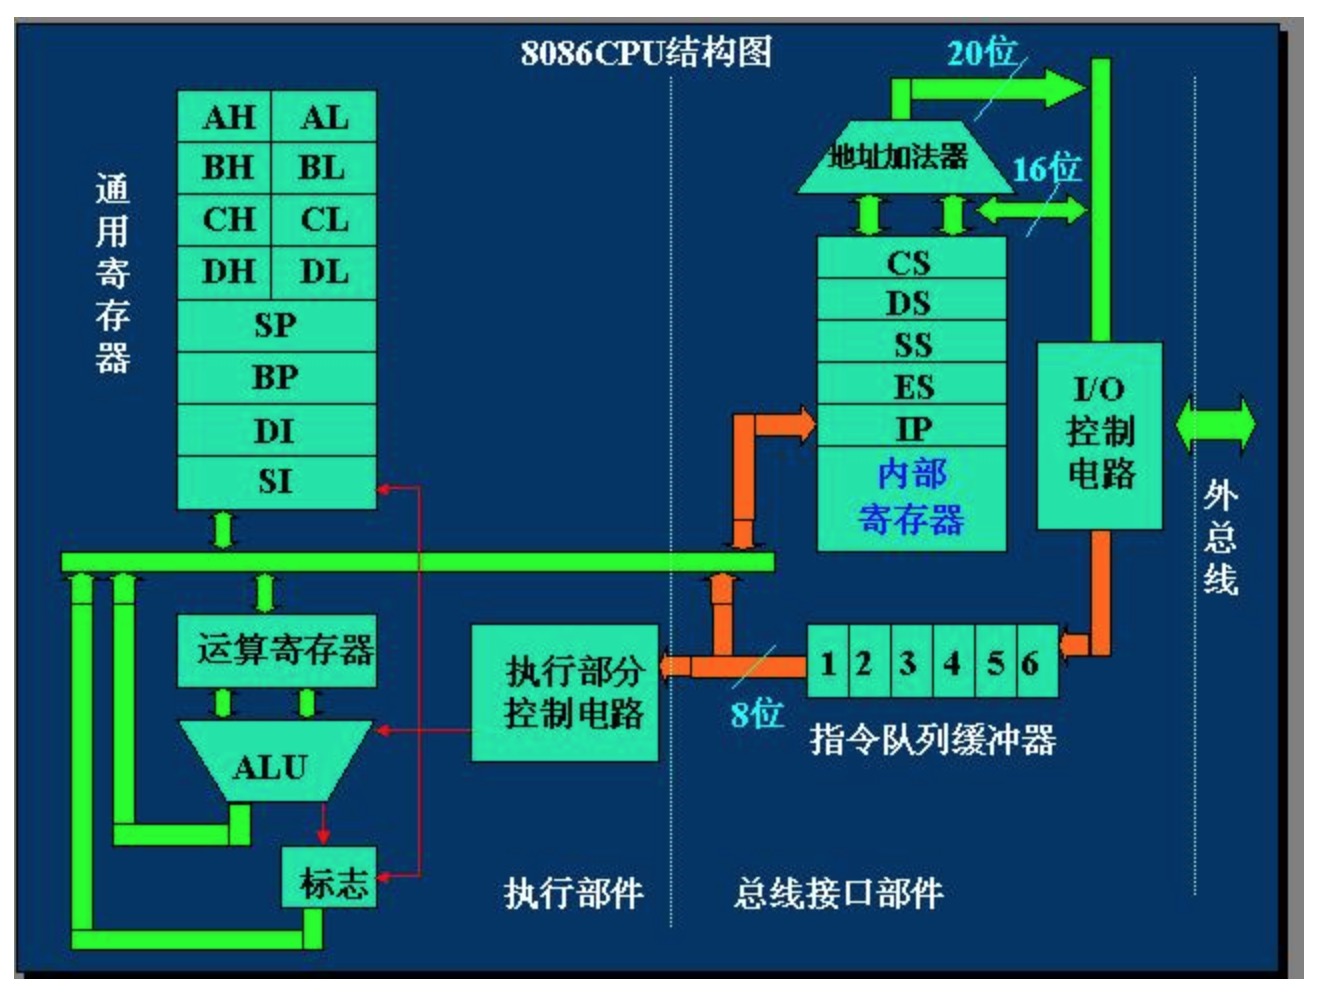 8086CPU结构图
通用寄存器
AH AL
BH BL
CH CL
DH DL
SP
BP
DI
SI
运算寄存器
ALU
标志
执行部分
控制电路
执行部件
20位
地址加法器
16位
CS
DS
SS
ES
IP
内部
寄存器
I/O
控制
电路
外总线
1 2 3 4 5 6
8位
指令队列缓冲器
总线接口部件